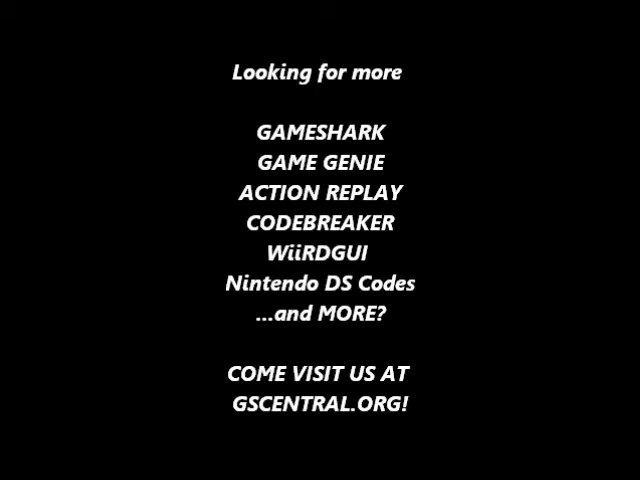 Looking for more
GAMESHARK
GAME GENIE
ACTION REPLAY
CODEBREAKER
WiiRDGUI
Nintendo DS Codes
...and MORE?
COME VISIT US AT
GSCENTRAL.ORG!